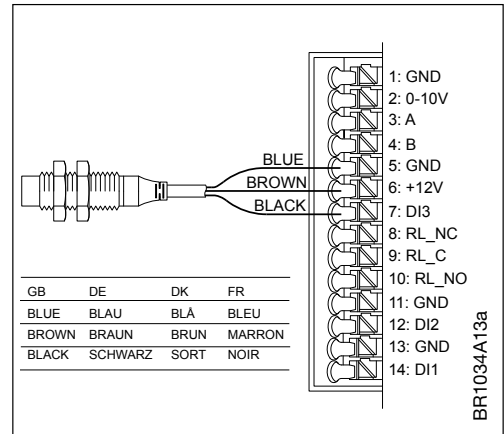 1: GND
2: 0-10V
3: A
4: B
BLUE 5: GND
BROWN 6: +12V
BLACK 7: DI3
8: RL_NC
9: RL_C
10: RL_NO
11: GND
12: DI2
13: GND
14: DI1
GB DE DK FR
BLUE BLAU BLÅ BLEU
BROWN BRAUN BRUN MARRON
BLACK SCHWARZ SORT NOIR
BR1034A13a